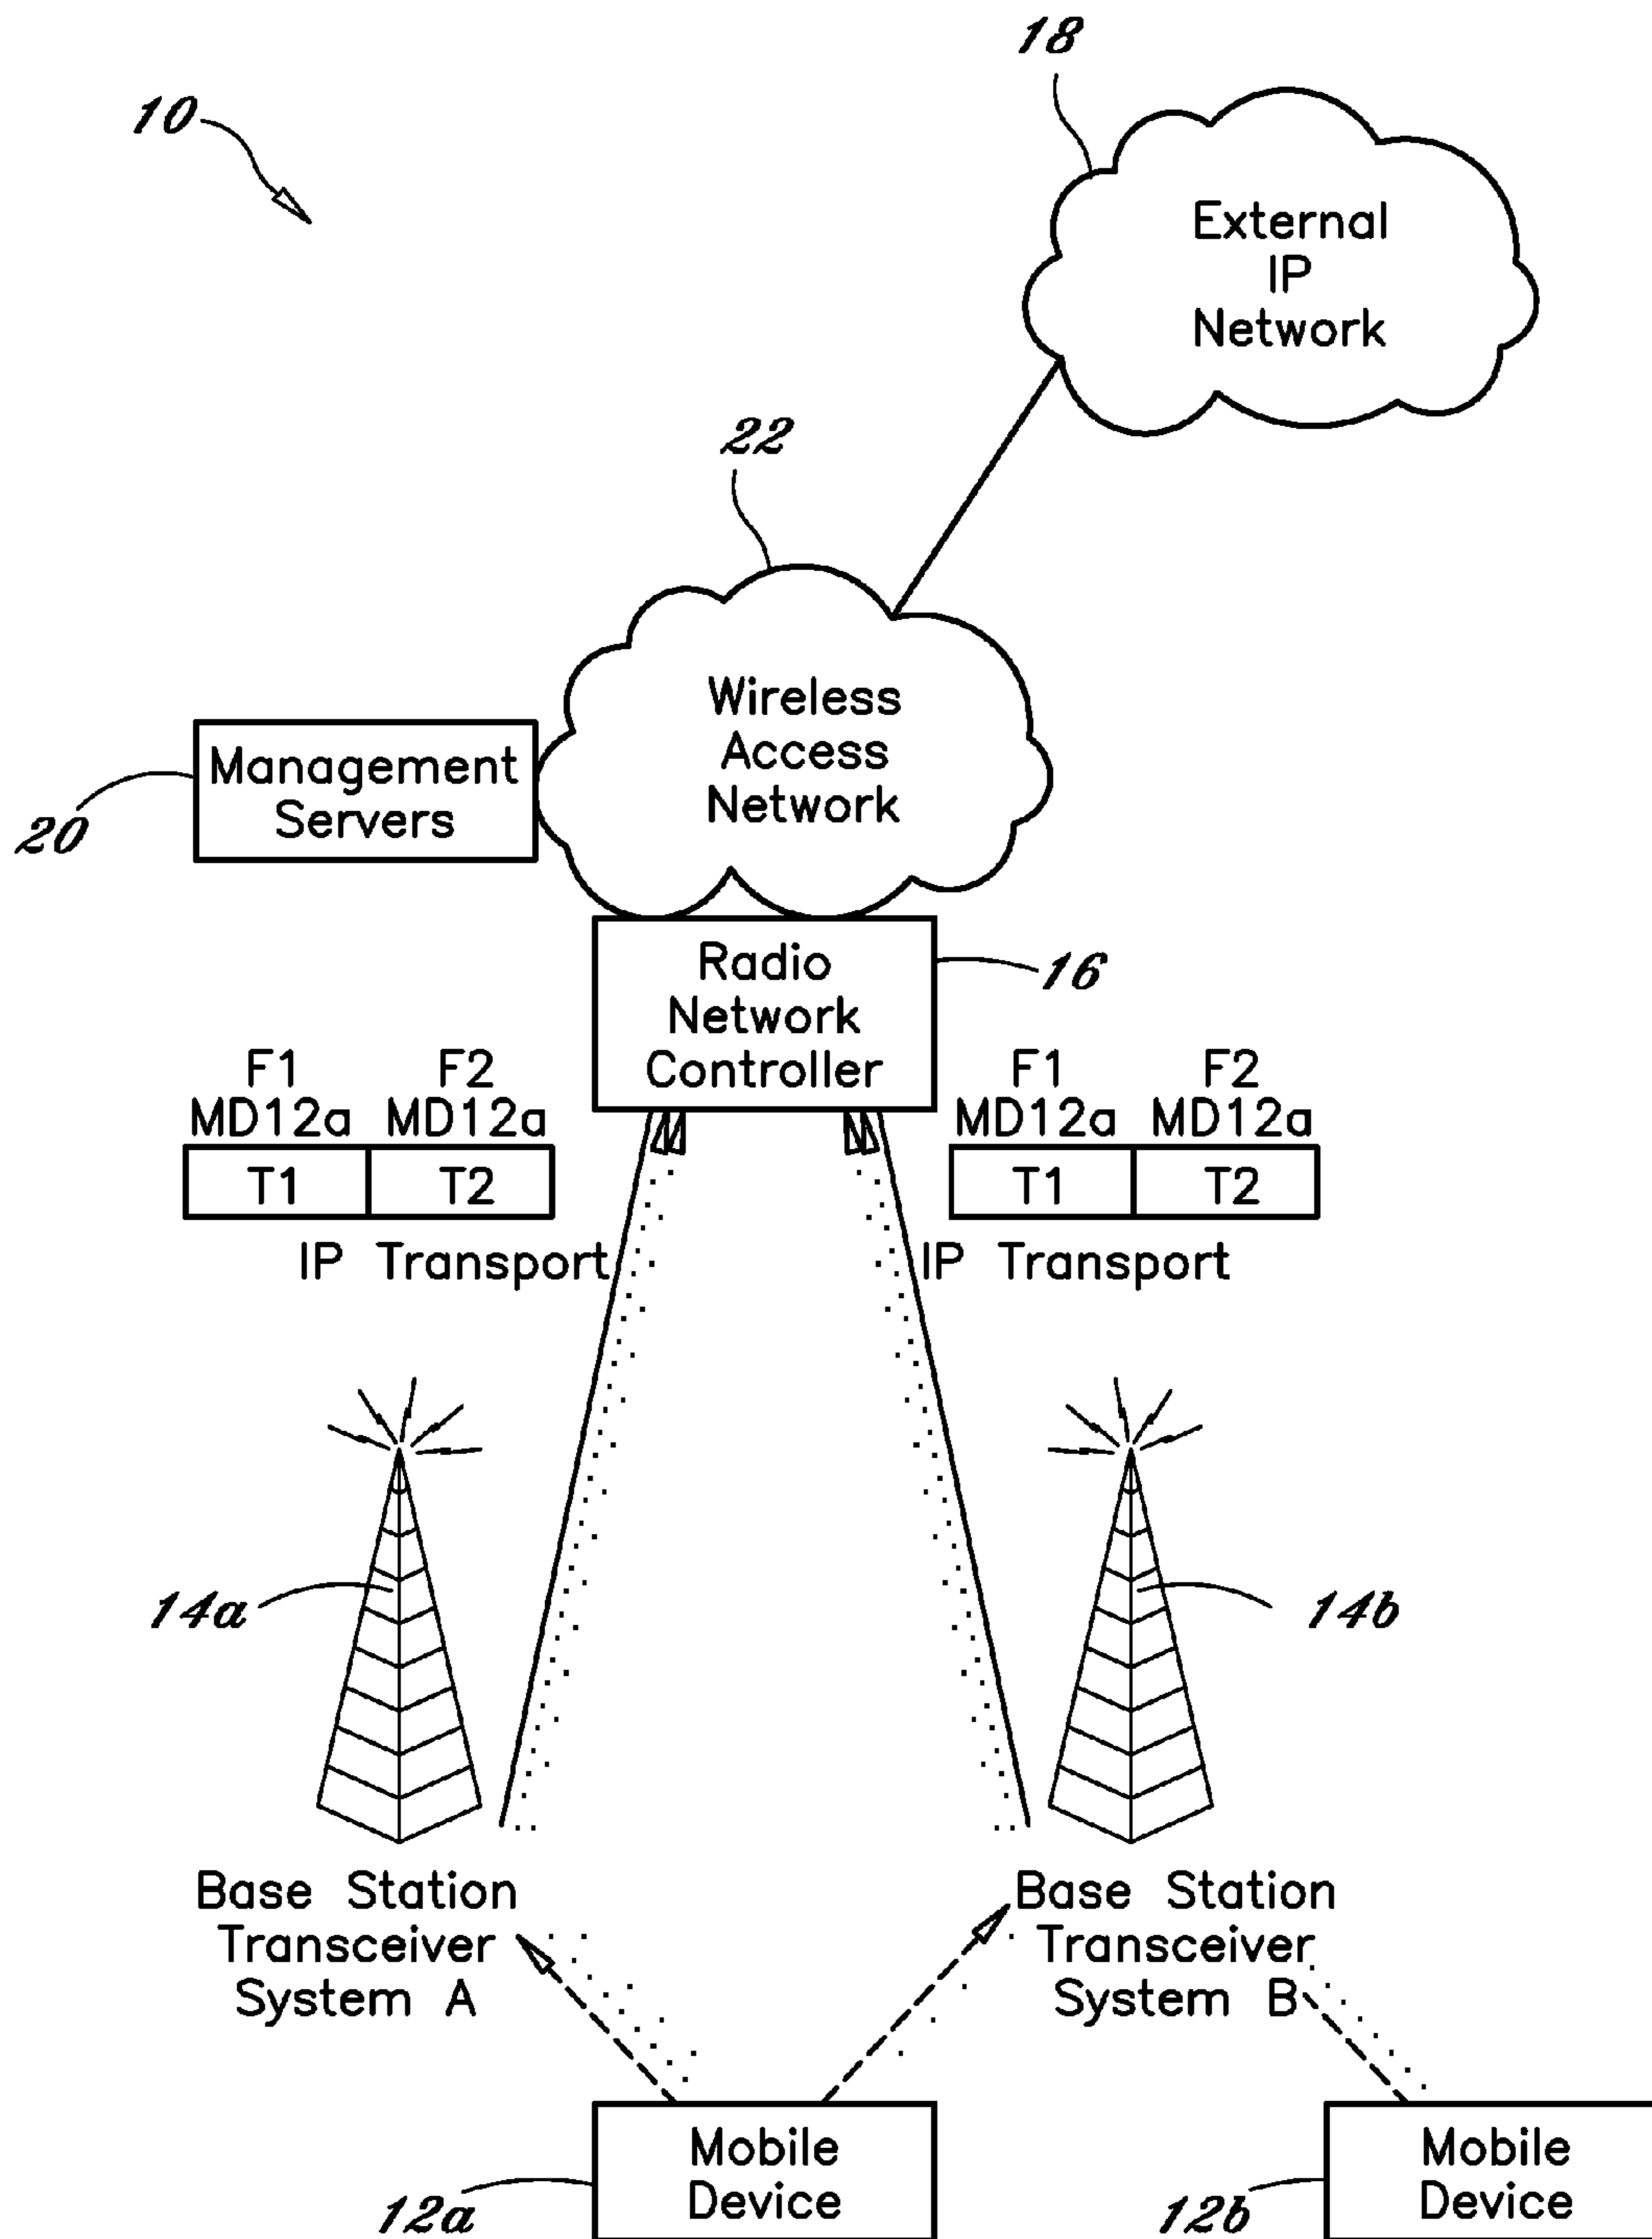 18
10
External
IP
Network
22
Wireless
Access
Network
Management
Servers
20
Radio
Network
Controller
16
F1 F2
MD12a MD12a
T1 T2
IP Transport
F1 F2
MD12a MD12a
T1 T2
IP Transport
14a
14b
Base Station
Transceiver
System A
Base Station
Transceiver
System B
Mobile
Device
12a
Mobile
Device
12b